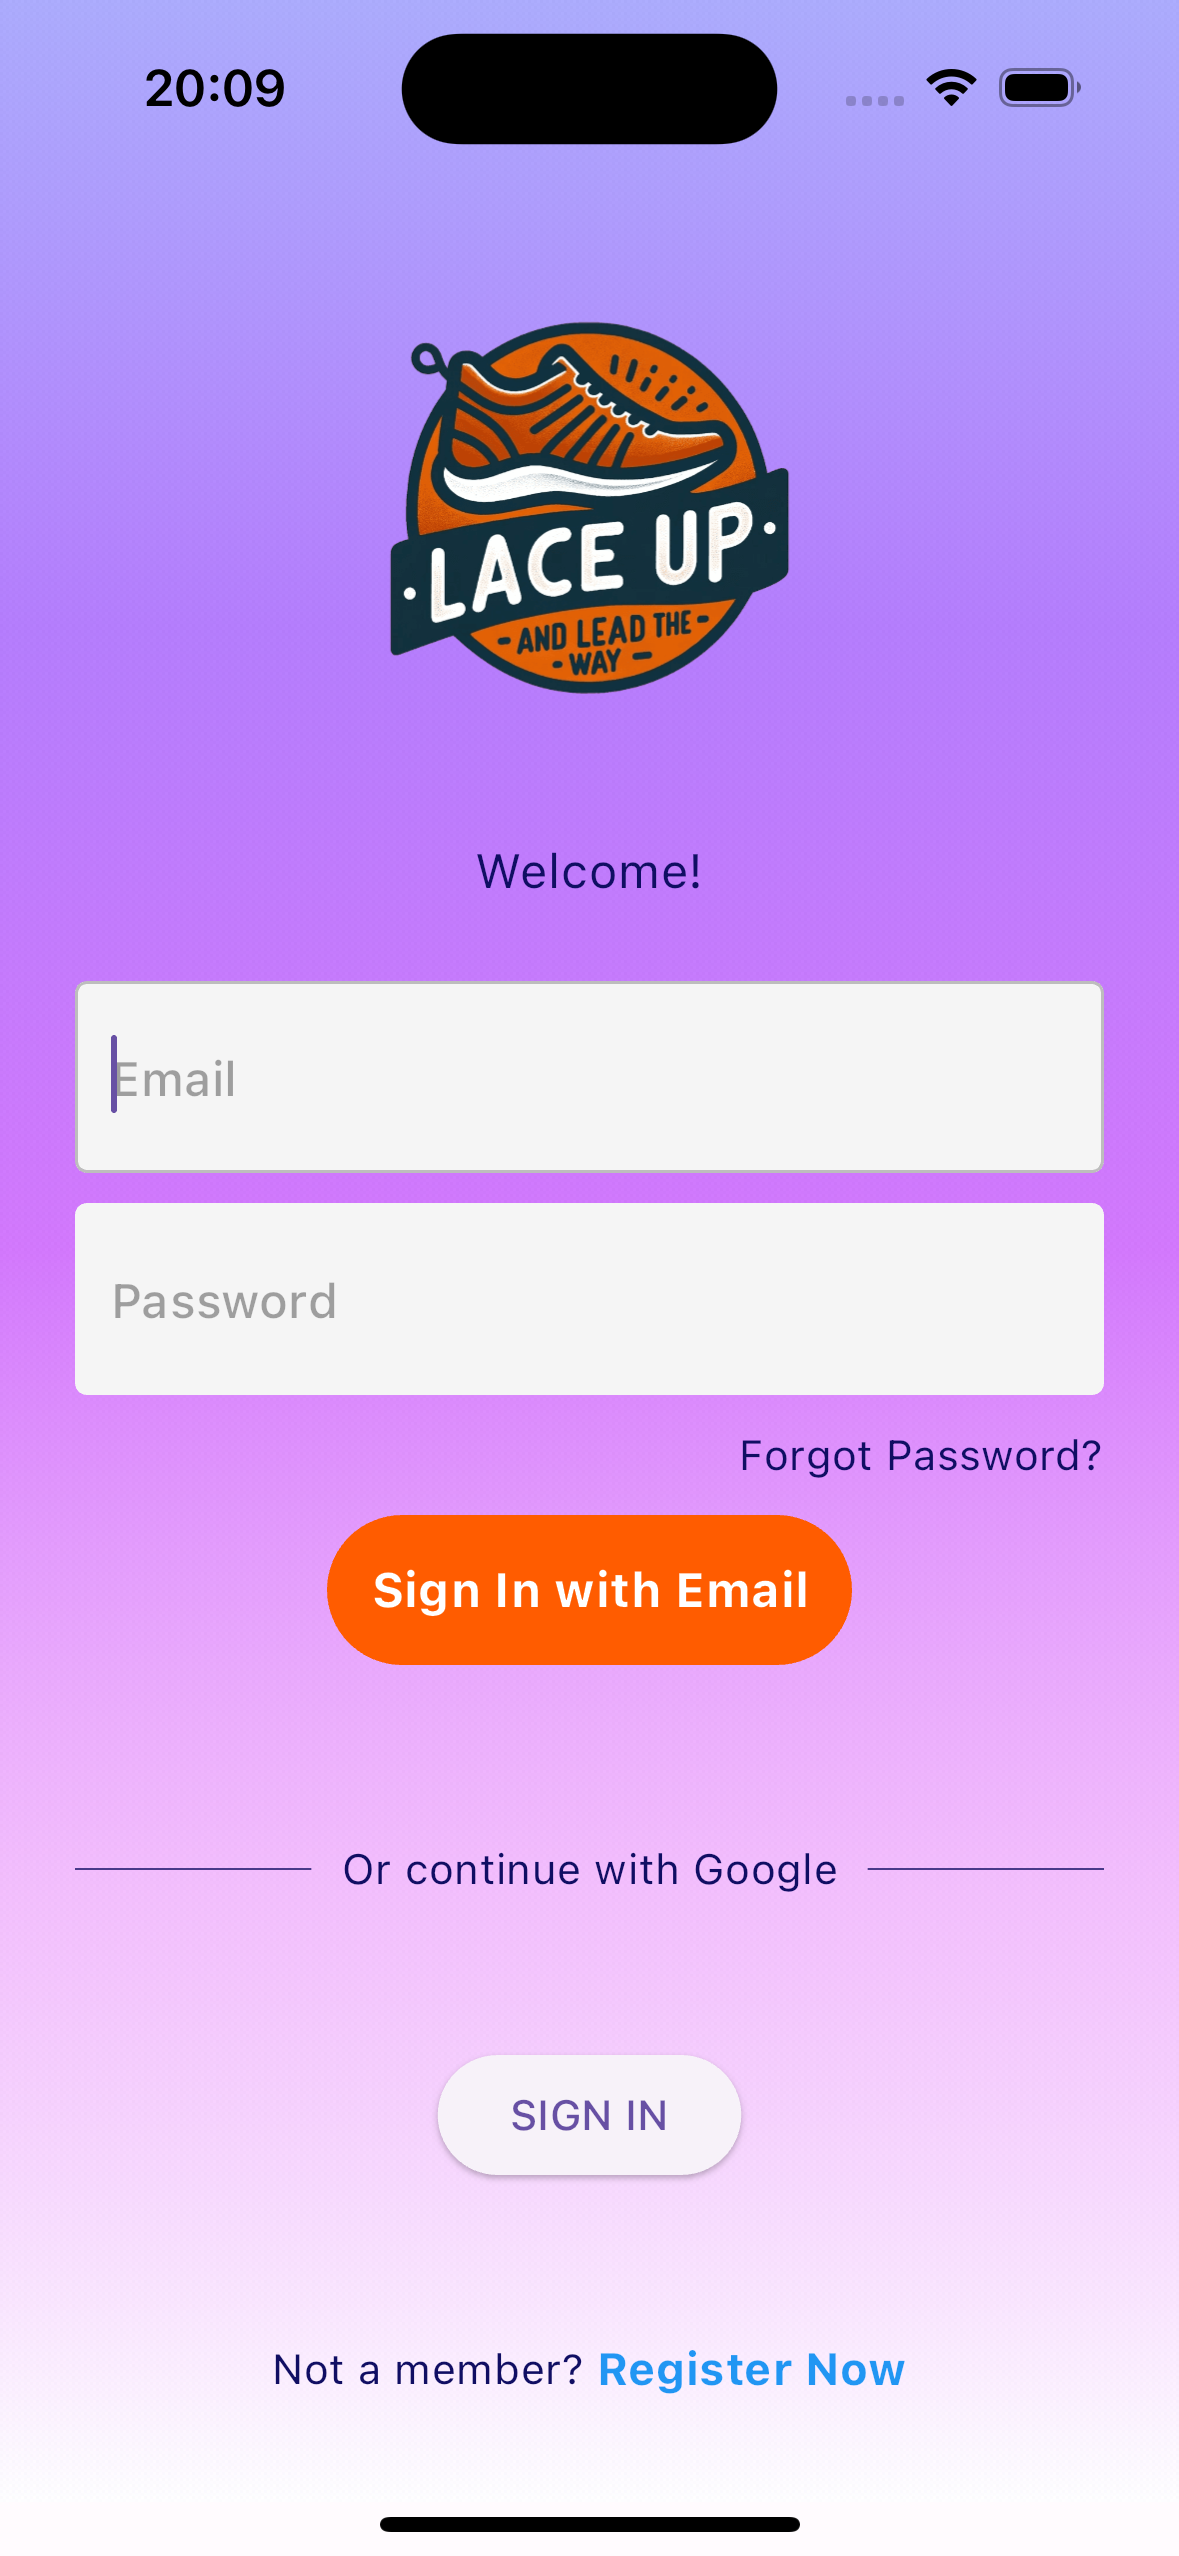 20:09
LACE UP
AND LEAD THE
WAY
Welcome!
Email
Password
Forgot Password?
Sign In with Email
Or continue with Google
SIGN IN
Not a member? Register Now